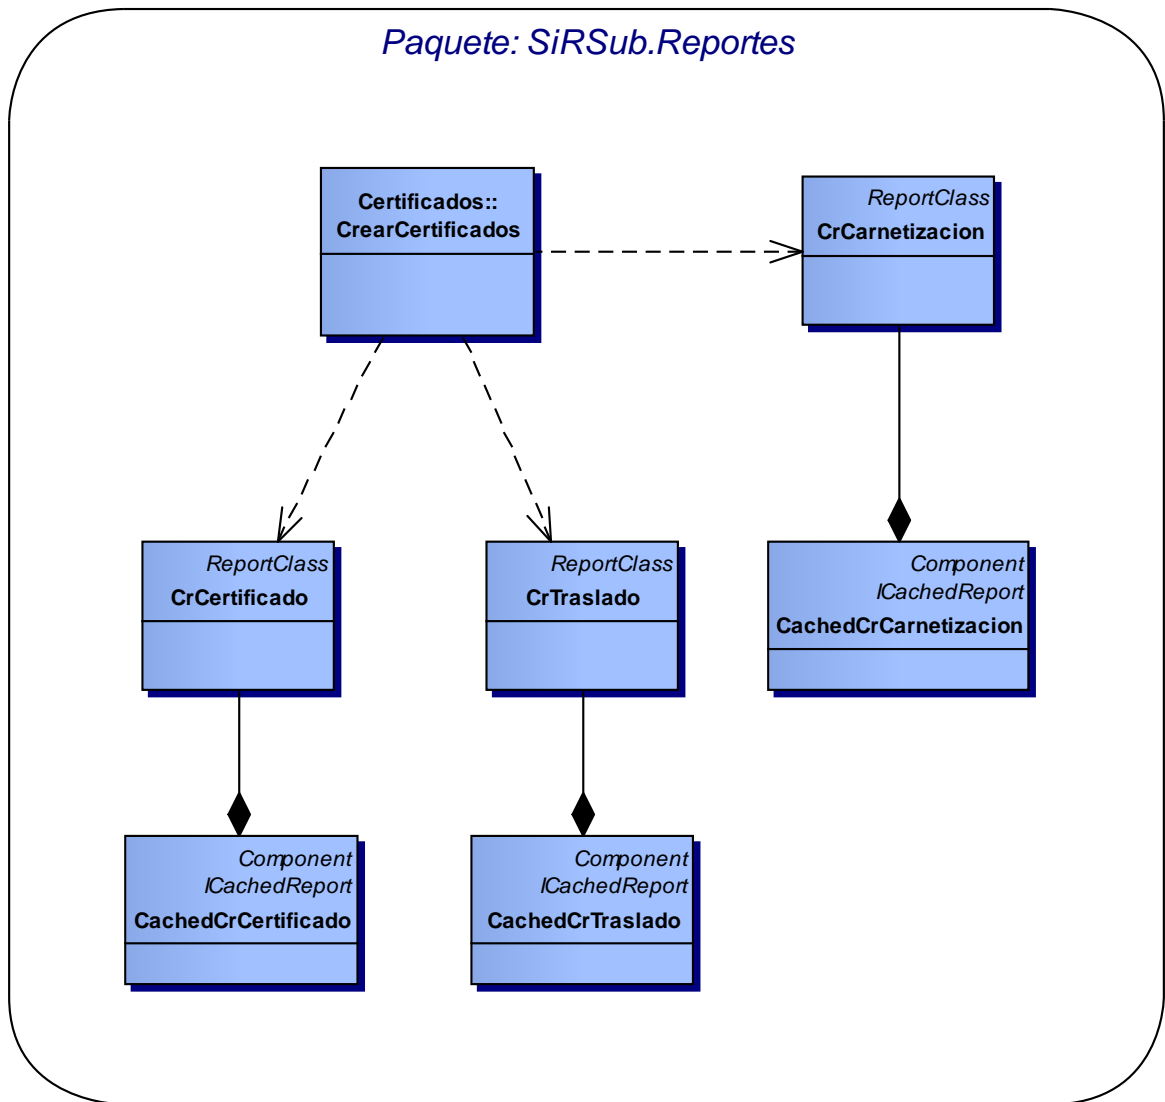 Paquete: SiRSub.Reportes
Certificados::
CrearCertificados
ReportClass
CrCarnetizacion
ReportClass
CrCertificado
ReportClass
CrTraslado
Component
ICachedReport
CachedCrCarnetizacion
Component
ICachedReport
CachedCrCertificado
Component
ICachedReport
CachedCrTraslado